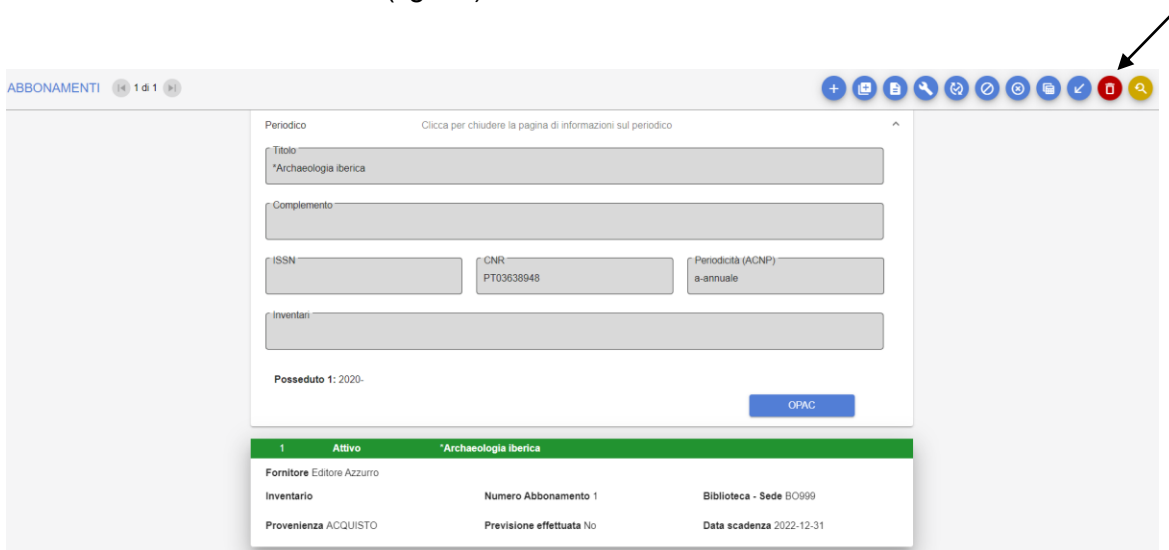 ABBONAMENTI 1 di 1
Periodico Clicca per chiudere la pagina di informazioni sul periodico
Titolo
*Archaeologia iberica
Complemento
ISSN CNR Periodicità (ACNP)
PT03638948 a-annuale
Inventari
Posseduto 1: 2020-
OPAC
1 Attivo *Archaeologia iberica
Fornitore Editore Azzurro
Inventario Numero Abbonamento 1 Biblioteca - Sede BO999
Provenienza ACQUISTO Previsione effettuata No Data scadenza 2022-12-31